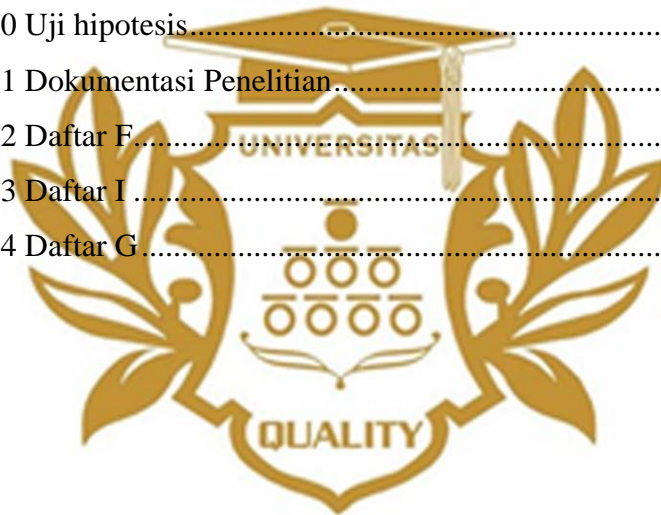 0 Uji hipotesis................................................................
1 Dokumentasi Penelitian..........................................
2 Daftar F.....................................................................
UNIVERSITAS
3 Daftar I .....................................................................
4 Daftar G....................................................................
QUALITY